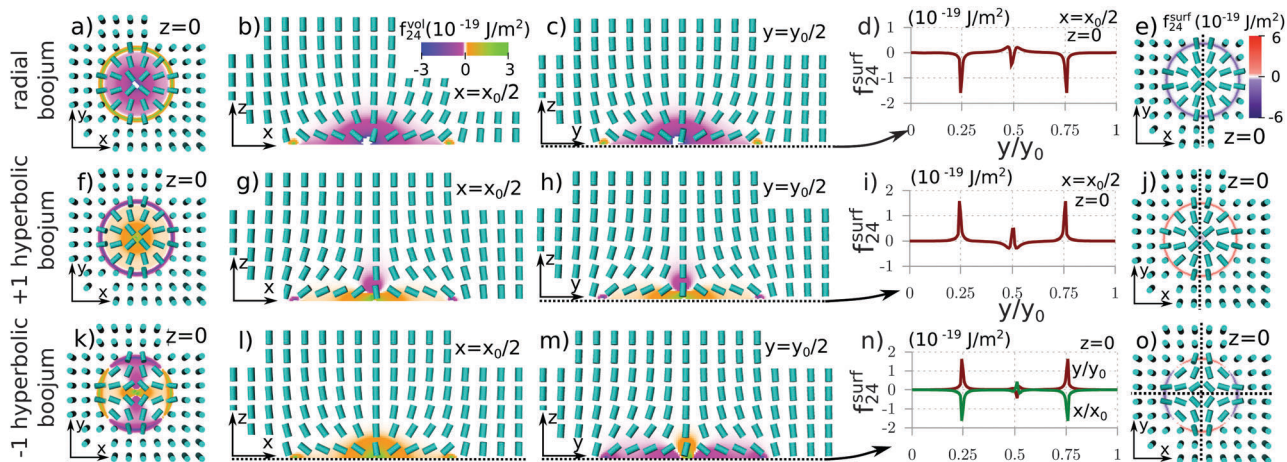 radial
boojum
a)
z=0
y
x
b)
f₂₄ᵛᵒˡ(10⁻¹⁹ J/m²)
-3 0 3
x=x₀/2
z
x
c)
y=y₀/2
z
y
d)
(10⁻¹⁹ J/m²)
x=x₀/2
z=0
f₂₄ˢᵘʳᶠ
1
0
-1
-2
0 0.25 0.5 0.75 1
y/y₀
e)
f₂₄ˢᵘʳᶠ(10⁻¹⁹ J/m²)
6
0
-6
y
x
z=0
+1 hyperbolic
boojum
f)
z=0
y
x
g)
x=x₀/2
z
x
h)
y=y₀/2
z
y
i)
(10⁻¹⁹ J/m²)
x=x₀/2
z=0
f₂₄ˢᵘʳᶠ
2
1
0
-1
0 0.25 0.5 0.75 1
y/y₀
j)
z=0
y
x
-1 hyperbolic
boojum
k)
z=0
y
x
l)
x=x₀/2
z
x
m)
y=y₀/2
z
y
n)
(10⁻¹⁹ J/m²)
z=0
y/y₀
x/x₀
f₂₄ˢᵘʳᶠ
2
1
0
-1
0 0.25 0.5 0.75 1
o)
z=0
y
x